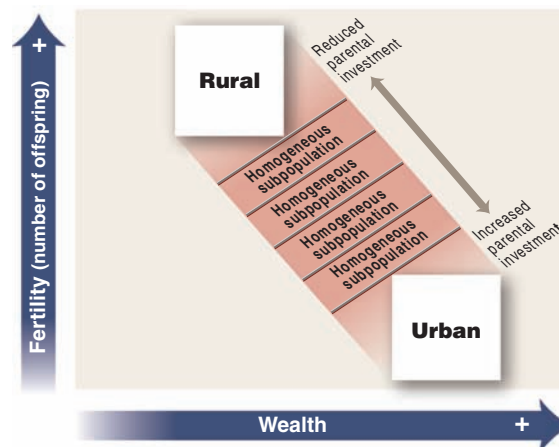 +
Fertility (number of offspring)
Rural
Reduced
parental
investment
Homogeneous
subpopulation
Homogeneous
subpopulation
Homogeneous
subpopulation
Homogeneous
subpopulation
Increased
parental
investment
Urban
Wealth
+